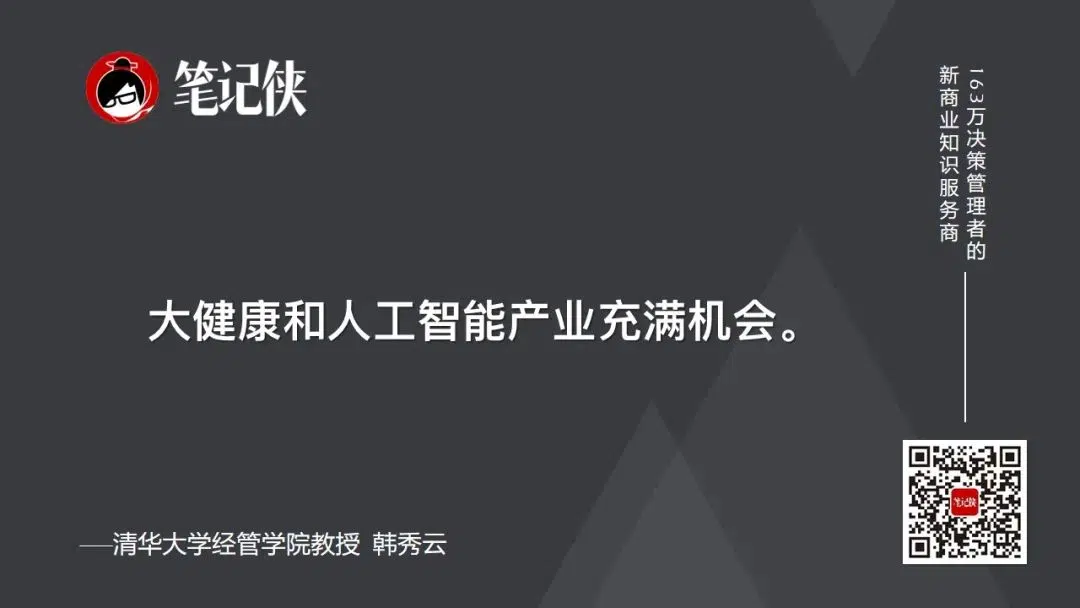 笔记侠
163万决策管理者的
新商业知识服务商
大健康和人工智能产业充满机会。
——清华大学经管学院教授 韩秀云
笔记侠